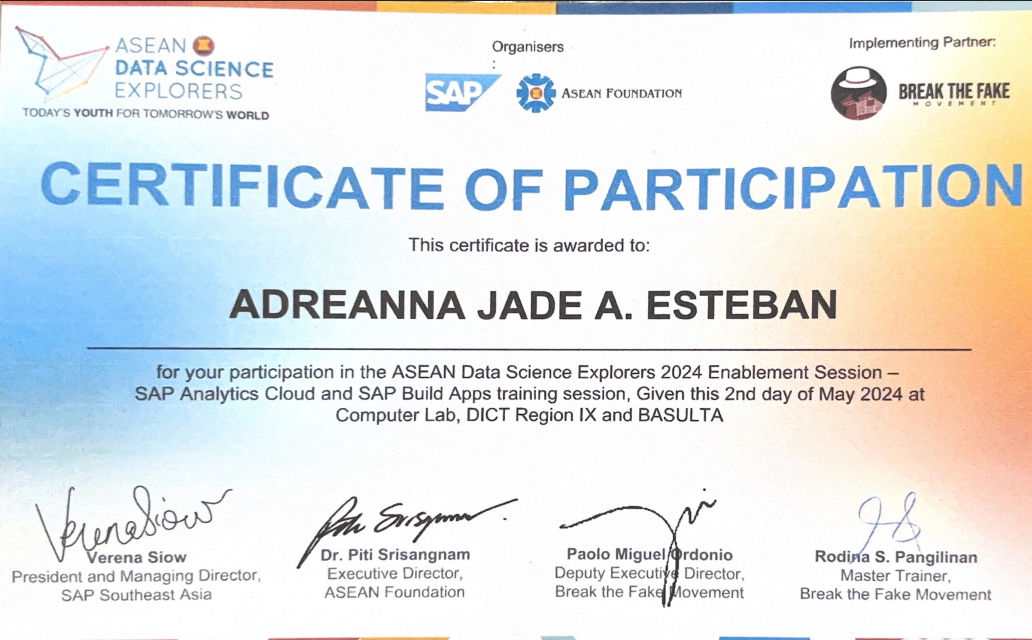 ASEAN
DATA SCIENCE
EXPLORERS
TODAY'S YOUTH FOR TOMORROW'S WORLD
Organisers
:
SAP
ASEAN FOUNDATION
Implementing Partner:
BREAK THE FAKE
MOVEMENT
CERTIFICATE OF PARTICIPATION
This certificate is awarded to:
ADREANNA JADE A. ESTEBAN
for your participation in the ASEAN Data Science Explorers 2024 Enablement Session –
SAP Analytics Cloud and SAP Build Apps training session, Given this 2nd day of May 2024 at
Computer Lab, DICT Region IX and BASULTA
Verena Siow
Verena Siow
President and Managing Director,
SAP Southeast Asia
Dr. Piti Srisangnam
Executive Director,
ASEAN Foundation
Paolo Miguel Ordonio
Deputy Executive Director,
Break the Fake Movement
Rodina S. Pangilinan
Master Trainer,
Break the Fake Movement